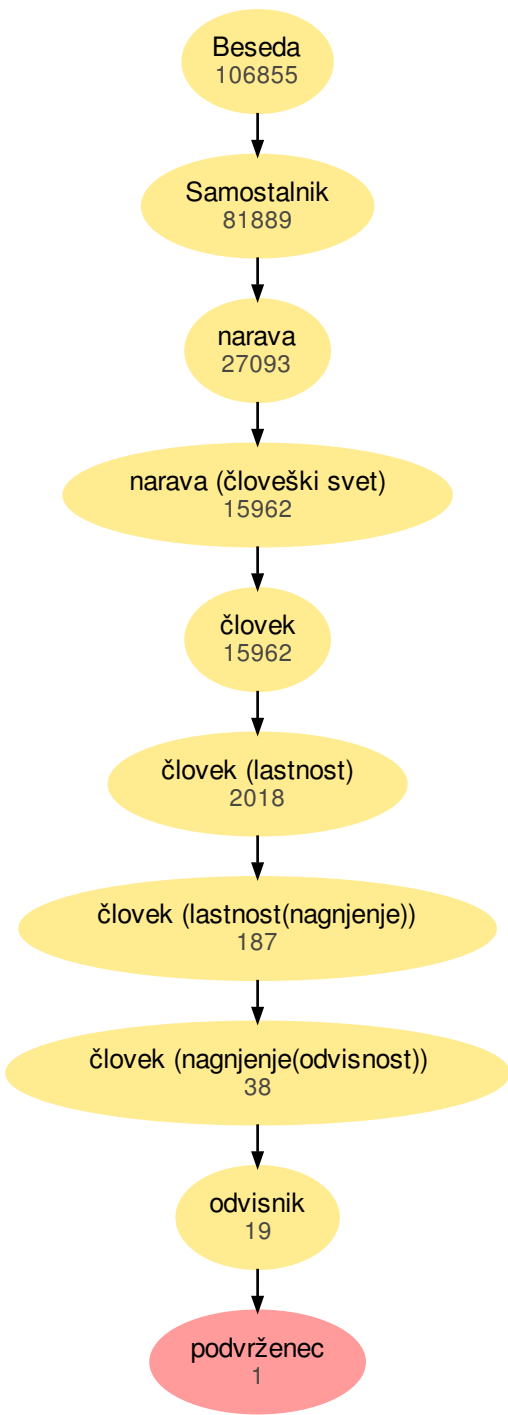 Beseda
106855
Samostalnik
81889
narava
27093
narava (človeški svet)
15962
človek
15962
človek (lastnost)
2018
človek (lastnost(nagnjenje))
187
človek (nagnjenje(odvisnost))
38
odvisnik
19
podvrženec
1